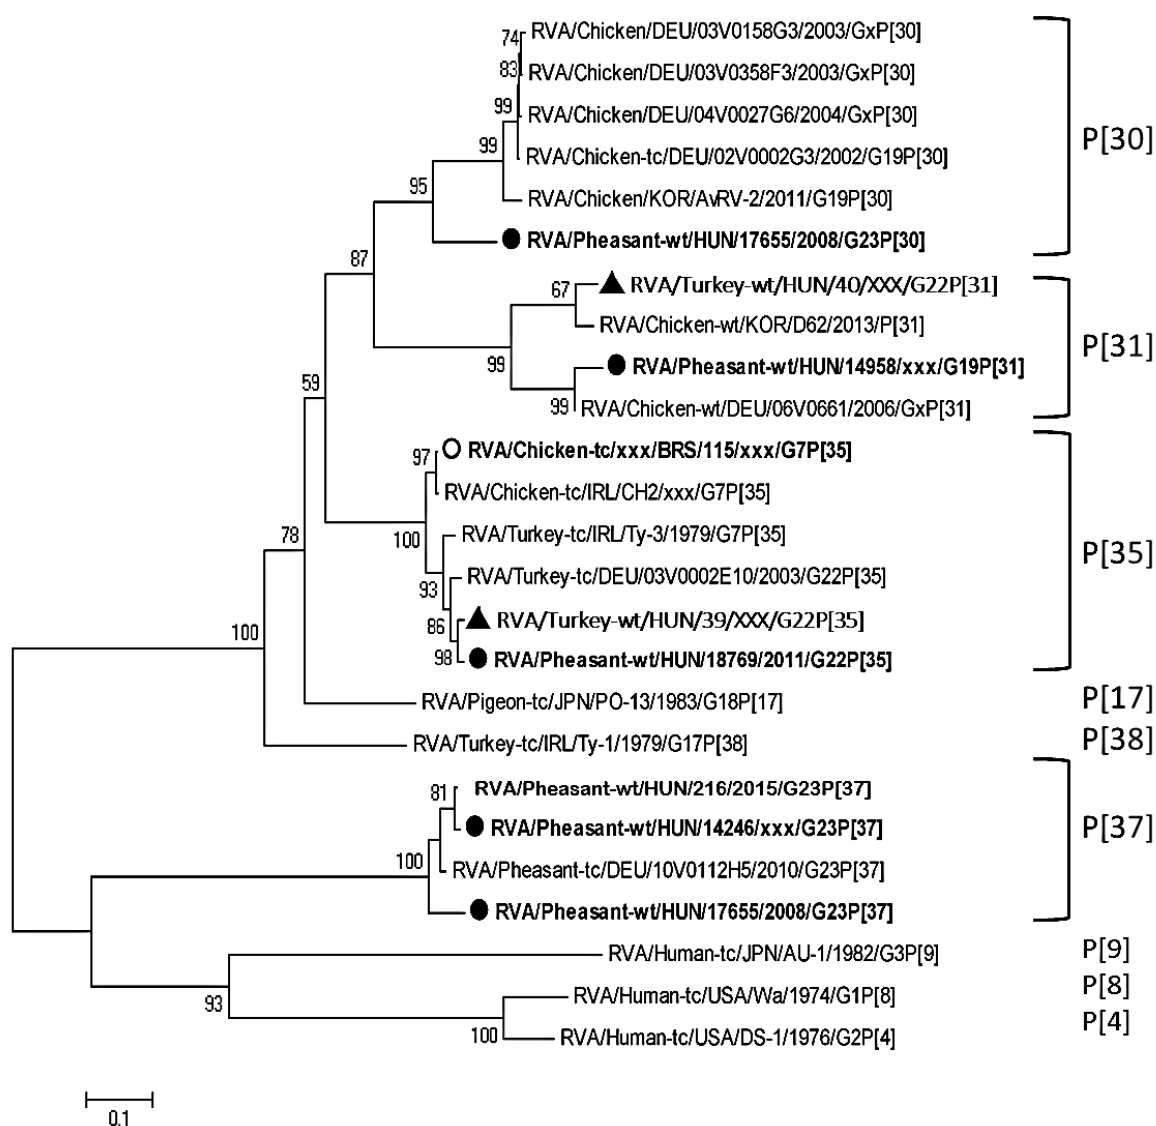 74
RVA/Chicken/DEU/03V0158G3/2003/GxP[30]
83
RVA/Chicken/DEU/03V0358F3/2003/GxP[30]
99
RVA/Chicken/DEU/04V0027G6/2004/GxP[30]
P[30]
99
RVA/Chicken-tc/DEU/02V0002G3/2002/G19P[30]
95
RVA/Chicken/KOR/AvRV-2/2011/G19P[30]
RVA/Pheasant-wt/HUN/17655/2008/G23P[30]
87
67
RVA/Turkey-wt/HUN/40/XXX/G22P[31]
RVA/Chicken-wt/KOR/D62/2013/P[31]
P[31]
99
RVA/Pheasant-wt/HUN/14958/xxx/G19P[31]
59
99
RVA/Chicken-wt/DEU/06V0661/2006/GxP[31]
97
RVA/Chicken-tc/xxx/BRS/115/xxx/G7P[35]
RVA/Chicken-tc/IRL/CH2/xxx/G7P[35]
78
100
RVA/Turkey-tc/IRL/Ty-3/1979/G7P[35]
P[35]
93
RVA/Turkey-tc/DEU/03V0002E10/2003/G22P[35]
86
RVA/Turkey-wt/HUN/39/XXX/G22P[35]
100
98
RVA/Pheasant-wt/HUN/18769/2011/G22P[35]
RVA/Pigeon-tc/JPN/PO-13/1983/G18P[17]
P[17]
RVA/Turkey-tc/IRL/Ty-1/1979/G17P[38]
P[38]
81
RVA/Pheasant-wt/HUN/216/2015/G23P[37]
RVA/Pheasant-wt/HUN/14246/xxx/G23P[37]
P[37]
100
RVA/Pheasant-tc/DEU/10V0112H5/2010/G23P[37]
RVA/Pheasant-wt/HUN/17655/2008/G23P[37]
RVA/Human-tc/JPN/AU-1/1982/G3P[9]
P[9]
93
RVA/Human-tc/USA/Wa/1974/G1P[8]
P[8]
100
RVA/Human-tc/USA/DS-1/1976/G2P[4]
P[4]
0.1